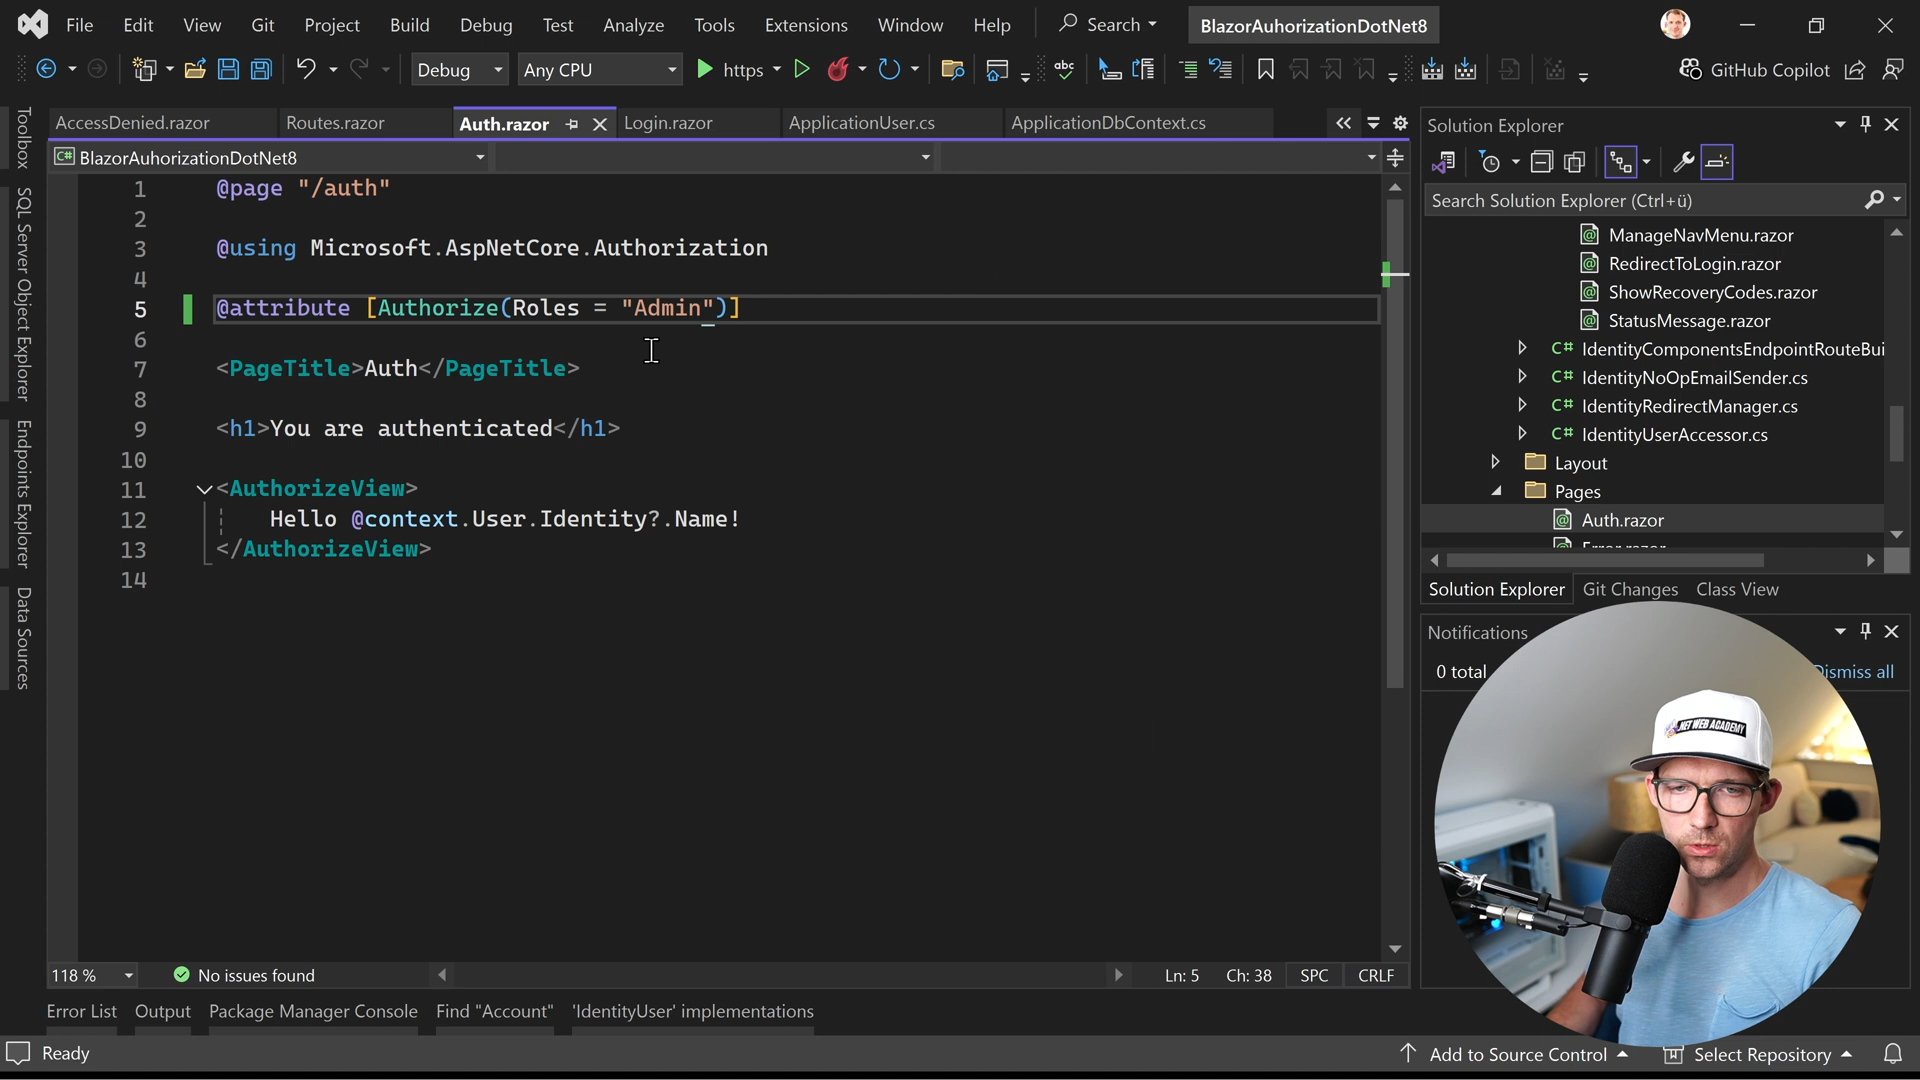 File Edit View Git Project Build Debug Test Analyze Tools Extensions Window Help Search BlazorAuhorizationDotNet8
Debug Any CPU https GitHub Copilot
AccessDenied.razor Routes.razor Auth.razor Login.razor ApplicationUser.cs ApplicationDbContext.cs
BlazorAuhorizationDotNet8
Toolbox
SQL Server Object Explorer
Endpoints Explorer
Data Sources
1 @page "/auth"
2
3 @using Microsoft.AspNetCore.Authorization
4
5 @attribute [Authorize(Roles = "Admin")]
6
7 <PageTitle>Auth</PageTitle>
8
9 <h1>You are authenticated</h1>
10
11 <AuthorizeView>
12 Hello @context.User.Identity?.Name!
13 </AuthorizeView>
14
118 % No issues found Ln: 5 Ch: 38 SPC CRLF
Solution Explorer
Search Solution Explorer (Ctrl+ü)
ManageNavMenu.razor
RedirectToLogin.razor
ShowRecoveryCodes.razor
StatusMessage.razor
C# IdentityComponentsEndpointRouteBui
C# IdentityNoOpEmailSender.cs
C# IdentityRedirectManager.cs
C# IdentityUserAccessor.cs
Layout
Pages
Auth.razor
Error.razor
Solution Explorer Git Changes Class View
Notifications
0 total Dismiss all
.NET WEB ACADEMY
Error List Output Package Manager Console Find "Account" 'IdentityUser' implementations
Ready Add to Source Control Select Repository